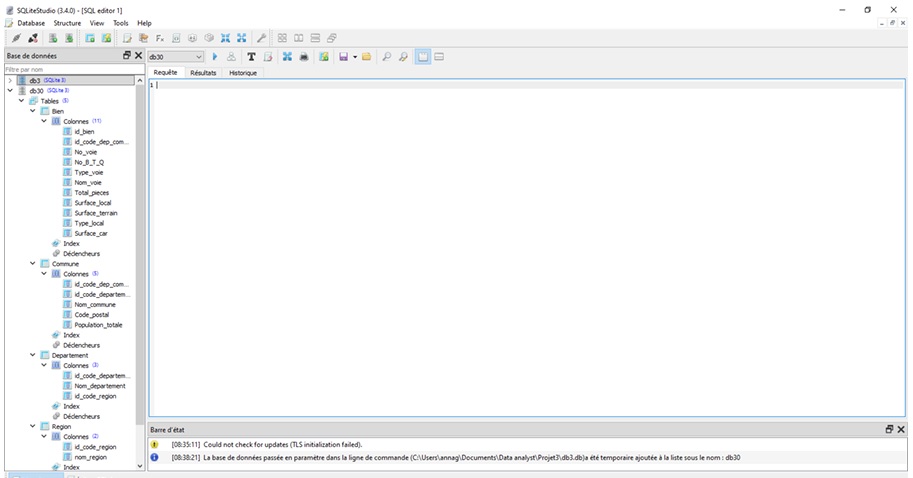 SQLiteStudio (3.4.0) - [SQL editor 1]
Database Structure View Tools Help
Base de données
db30
Filtre par nom
Requête Résultats Historique
db3 (SQLite 3)
1
db30 (SQLite 3)
Tables (5)
Bien
Colonnes (11)
id_bien
id_code_dep_com...
No_voie
No_B_T_Q
Type_voie
Nom_voie
Total_pieces
Surface_local
Surface_terrain
Type_local
Surface_car
Index
Déclencheurs
Commune
Colonnes (5)
id_code_dep_com...
id_code_departem...
Nom_commune
Code_postal
Population_totale
Index
Déclencheurs
Departement
Colonnes (3)
id_code_departem...
Nom_departement
id_code_region
Index
Déclencheurs
Region
Colonnes (2)
id_code_region
nom_region
Index
Barre d'état
[08:35:11] Could not check for updates (TLS initialization failed).
[08:38:21] La base de données passée en paramètre dans la ligne de commande (C:\Users\annag\Documents\Data analyst\Projet3\db3.db)a été temporaire ajoutée à la liste sous le nom : db30